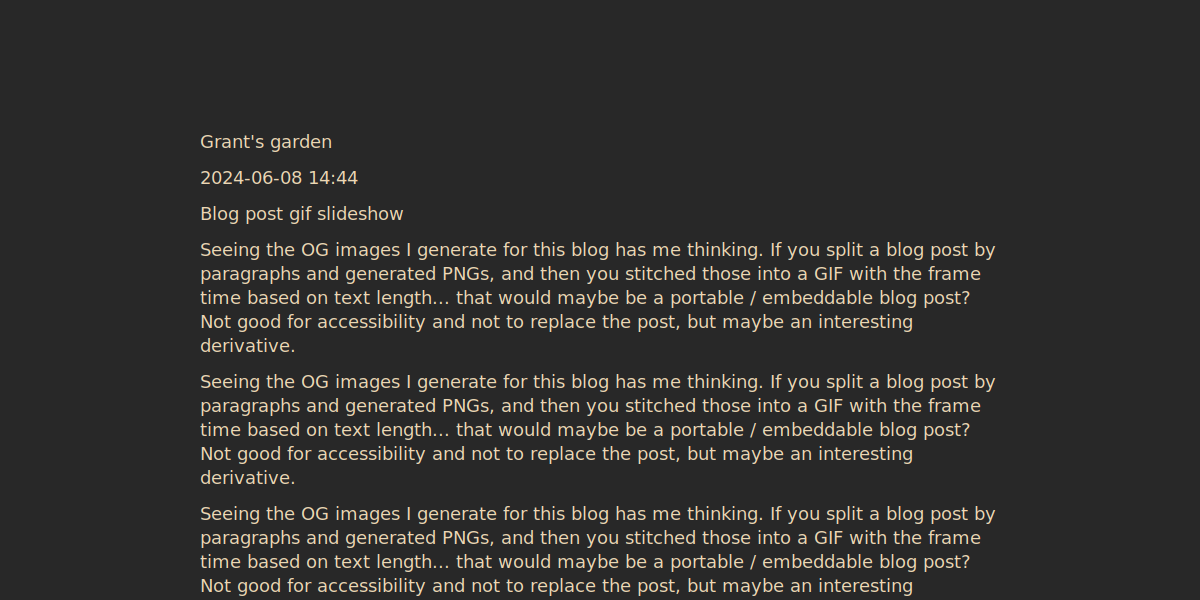 Grant's garden
2024-06-08 14:44
Blog post gif slideshow
Seeing the OG images I generate for this blog has me thinking. If you split a blog post by
paragraphs and generated PNGs, and then you stitched those into a GIF with the frame
time based on text length... that would maybe be a portable / embeddable blog post?
Not good for accessibility and not to replace the post, but maybe an interesting
derivative.
Seeing the OG images I generate for this blog has me thinking. If you split a blog post by
paragraphs and generated PNGs, and then you stitched those into a GIF with the frame
time based on text length... that would maybe be a portable / embeddable blog post?
Not good for accessibility and not to replace the post, but maybe an interesting
derivative.
Seeing the OG images I generate for this blog has me thinking. If you split a blog post by
paragraphs and generated PNGs, and then you stitched those into a GIF with the frame
time based on text length... that would maybe be a portable / embeddable blog post?
Not good for accessibility and not to replace the post, but maybe an interesting